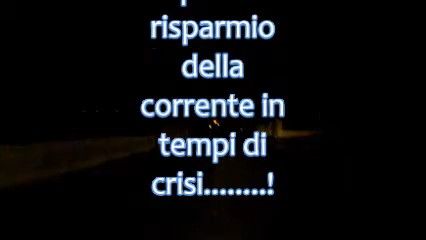 risparmio
della
corrente in
tempi di
crisi........!